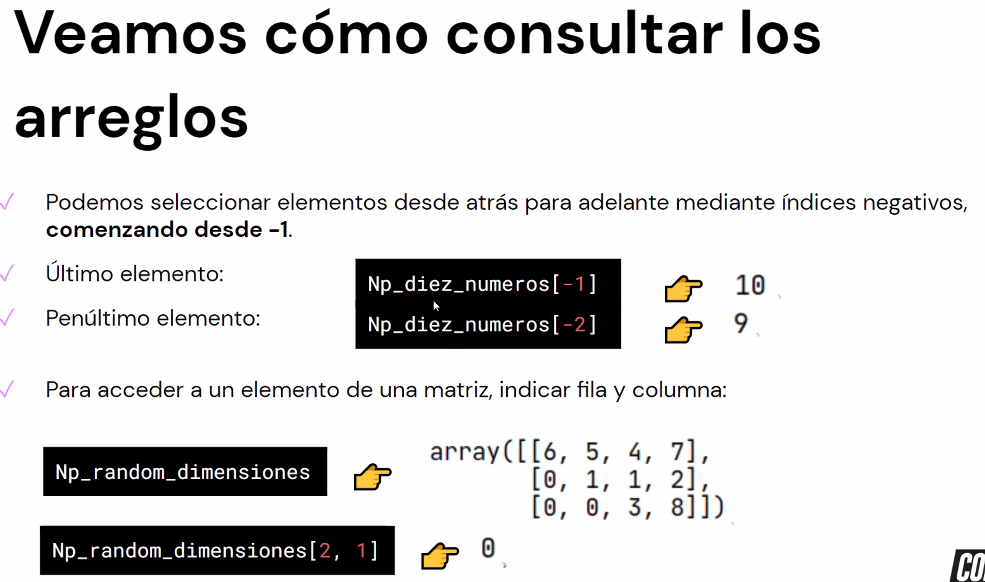 Veamos cómo consultar los
arreglos
Podemos seleccionar elementos desde atrás para adelante mediante índices negativos,
comenzando desde -1.
Último elemento:
Np_diez_numeros[-1]
10
Penúltimo elemento:
Np_diez_numeros[-2]
9
Para acceder a un elemento de una matriz, indicar fila y columna:
Np_random_dimensiones
array([[6, 5, 4, 7],
[0, 1, 1, 2],
[0, 0, 3, 8]])
Np_random_dimensiones[2, 1]
0
CO